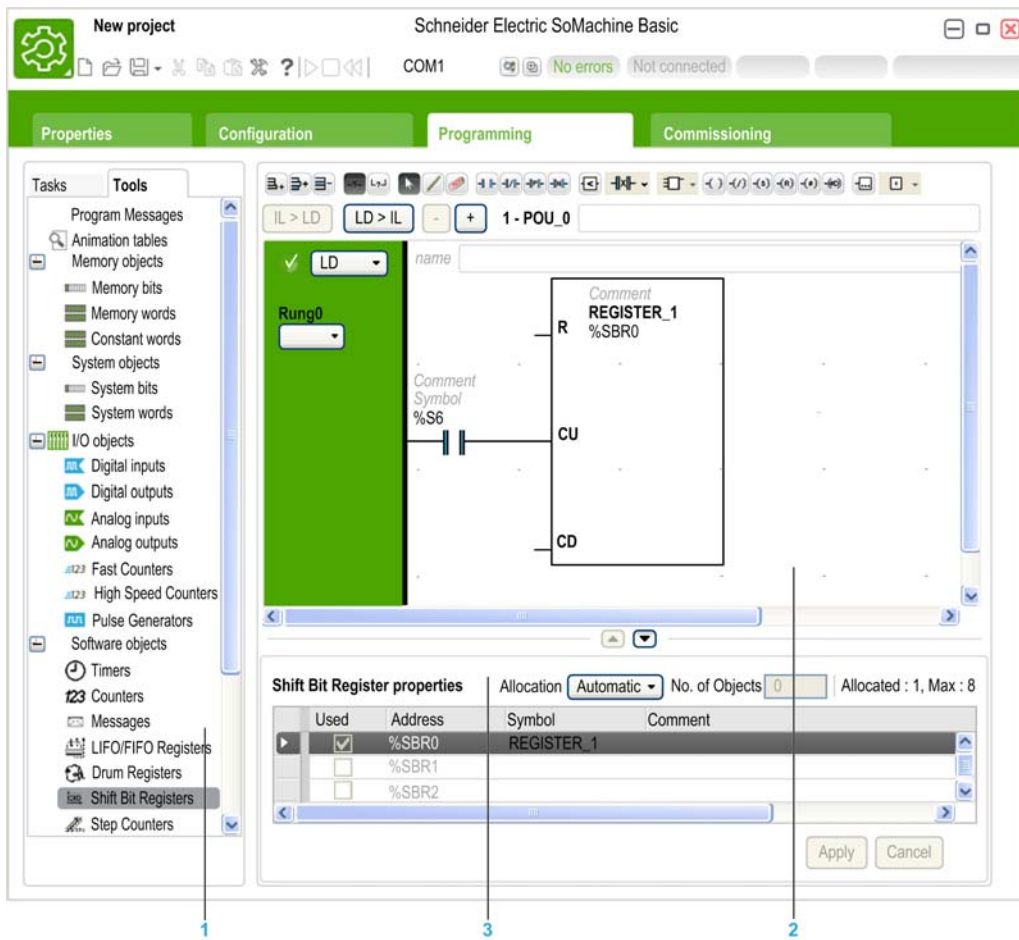 New project Schneider Electric SoMachine Basic
? COM1 No errors Not connected
Properties Configuration Programming Commissioning
Tasks Tools
Program Messages
Animation tables
Memory objects
Memory bits
Memory words
Constant words
System objects
System bits
System words
I/O objects
Digital inputs
Digital outputs
Analog inputs
Analog outputs
Fast Counters
High Speed Counters
Pulse Generators
Software objects
Timers
123 Counters
Messages
LIFO/FIFO Registers
Drum Registers
Shift Bit Registers
Step Counters
IL > LD LD > IL - + 1 - POU_0
LD name
Rung0
Comment
REGISTER_1
R %SBR0
Comment
Symbol
%S6
CU
CD
Shift Bit Register properties Allocation Automatic No. of Objects 0 Allocated : 1, Max : 8
Used Address Symbol Comment
%SBR0 REGISTER_1
%SBR1
%SBR2
Apply Cancel
1 3 2